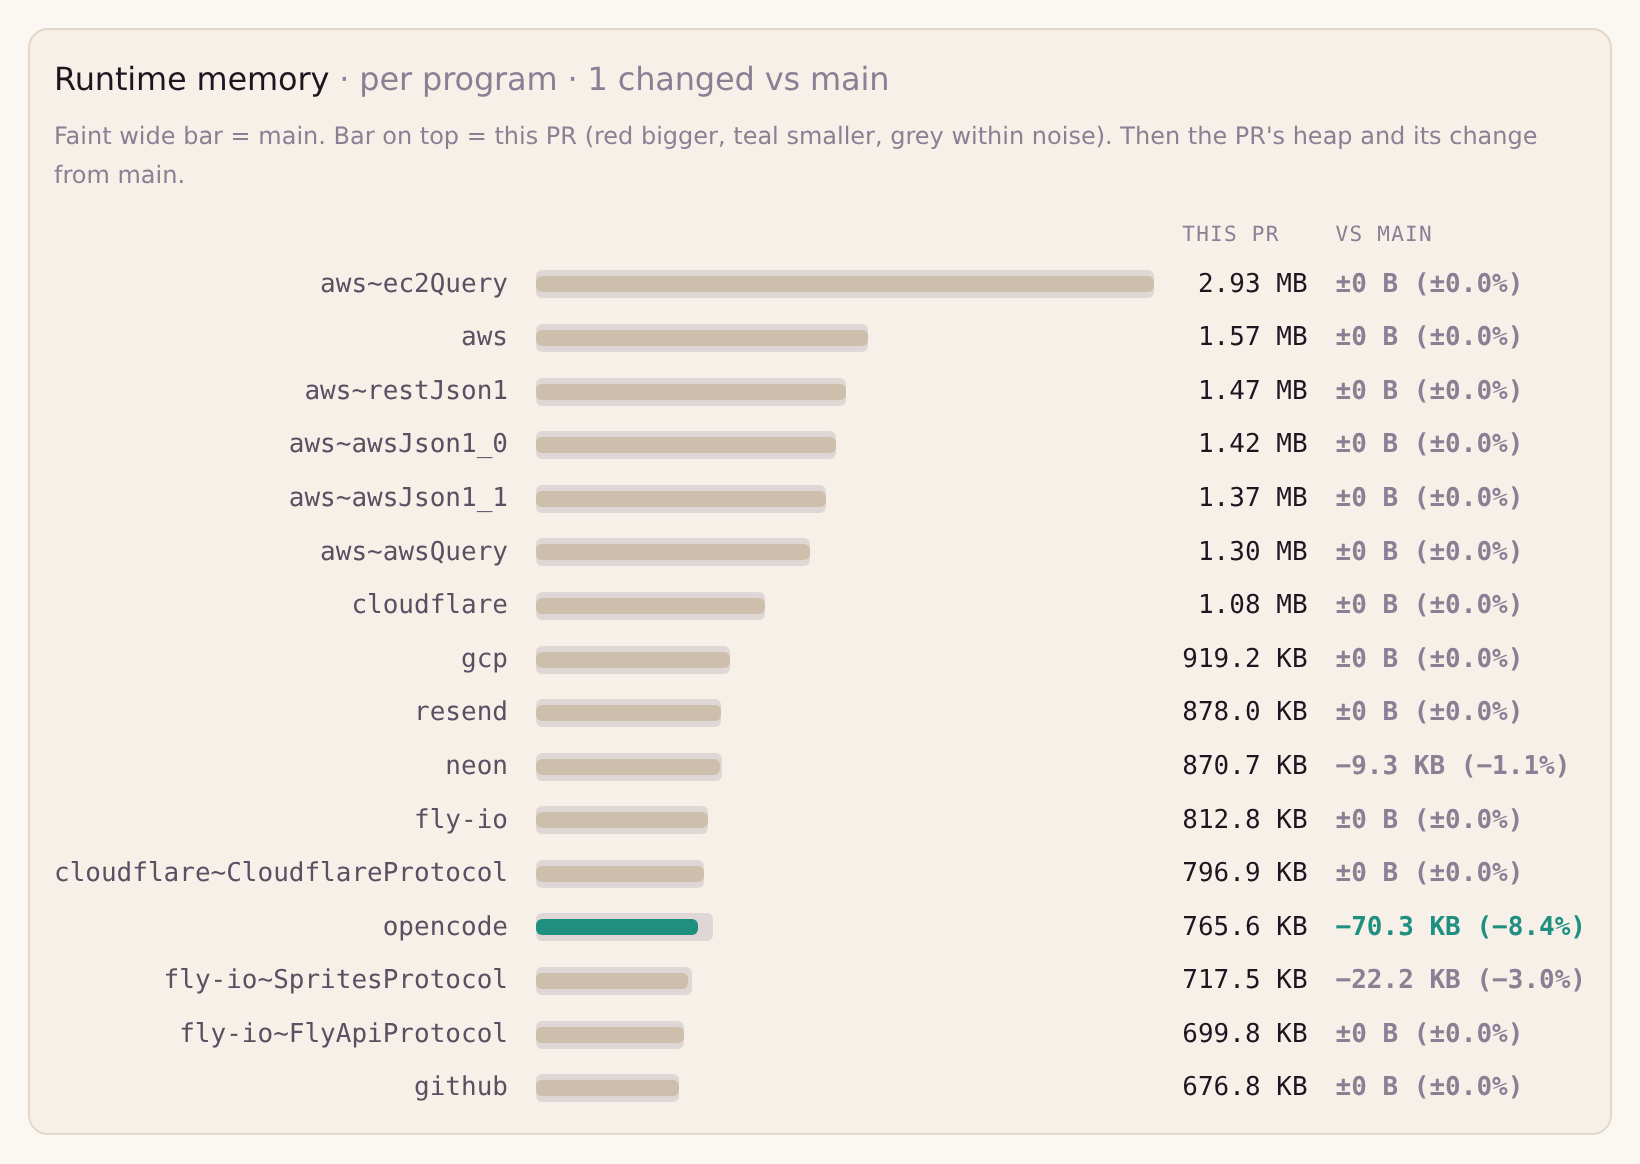 Runtime memory · per program · 1 changed vs main
Faint wide bar = main. Bar on top = this PR (red bigger, teal smaller, grey within noise). Then the PR's heap and its change
from main.
THIS PR VS MAIN
aws~ec2Query 2.93 MB ±0 B (±0.0%)
aws 1.57 MB ±0 B (±0.0%)
aws~restJson1 1.47 MB ±0 B (±0.0%)
aws~awsJson1_0 1.42 MB ±0 B (±0.0%)
aws~awsJson1_1 1.37 MB ±0 B (±0.0%)
aws~awsQuery 1.30 MB ±0 B (±0.0%)
cloudflare 1.08 MB ±0 B (±0.0%)
gcp 919.2 KB ±0 B (±0.0%)
resend 878.0 KB ±0 B (±0.0%)
neon 870.7 KB −9.3 KB (−1.1%)
fly-io 812.8 KB ±0 B (±0.0%)
cloudflare~CloudflareProtocol 796.9 KB ±0 B (±0.0%)
opencode 765.6 KB −70.3 KB (−8.4%)
fly-io~SpritesProtocol 717.5 KB −22.2 KB (−3.0%)
fly-io~FlyApiProtocol 699.8 KB ±0 B (±0.0%)
github 676.8 KB ±0 B (±0.0%)